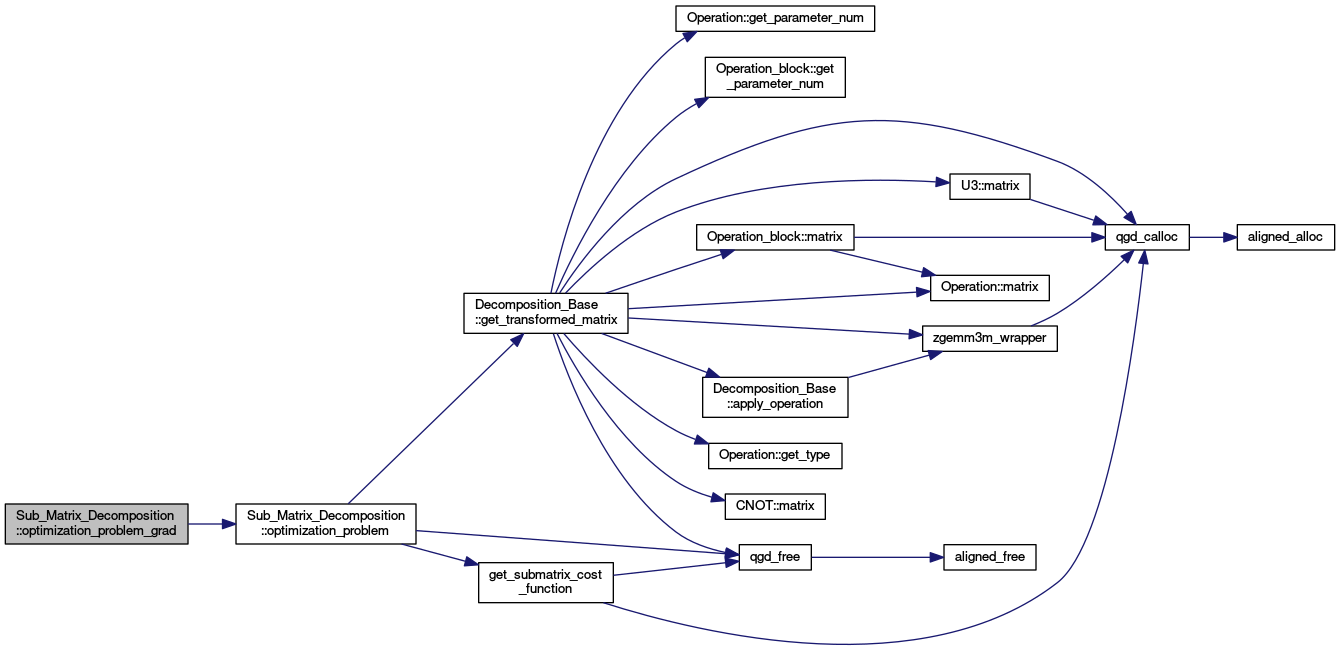 Operation::get_parameter_num
Operation_block::get
_parameter_num
U3::matrix
Operation_block::matrix
qgd_calloc
aligned_alloc
Operation::matrix
Decomposition_Base
::get_transformed_matrix
zgemm3m_wrapper
Decomposition_Base
::apply_operation
Operation::get_type
CNOT::matrix
Sub_Matrix_Decomposition
::optimization_problem_grad
Sub_Matrix_Decomposition
::optimization_problem
qgd_free
aligned_free
get_submatrix_cost
_function